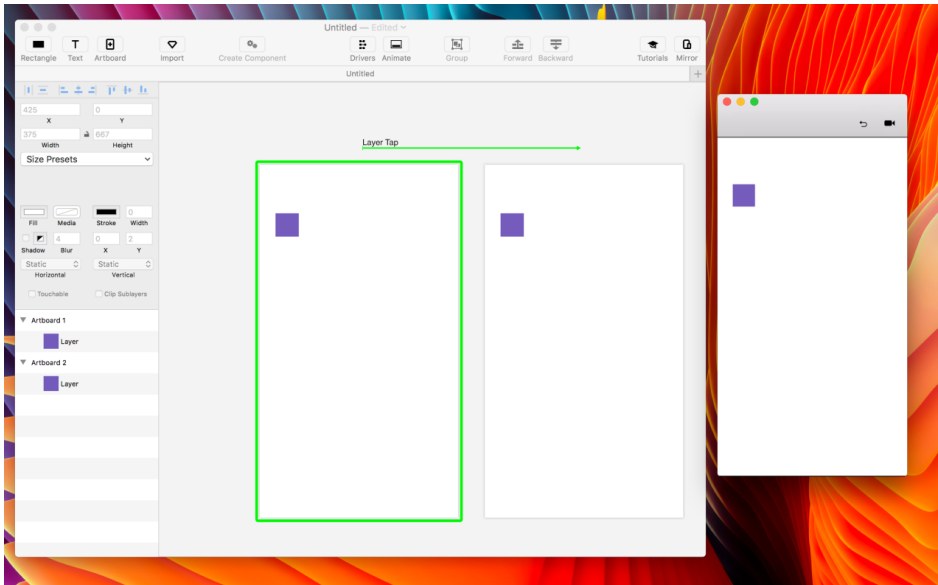 Untitled — Edited
Rectangle Text Artboard Import Create Component Drivers Animate Group Forward Backward Tutorials Mirror
Untitled
425 0
X Y
375 667
Width Height
Size Presets
0
Fill Media Stroke Width
4 0 2
Shadow Blur X Y
Static Static
Horizontal Vertical
Touchable Clip Sublayers
Artboard 1
Layer
Artboard 2
Layer
Layer Tap